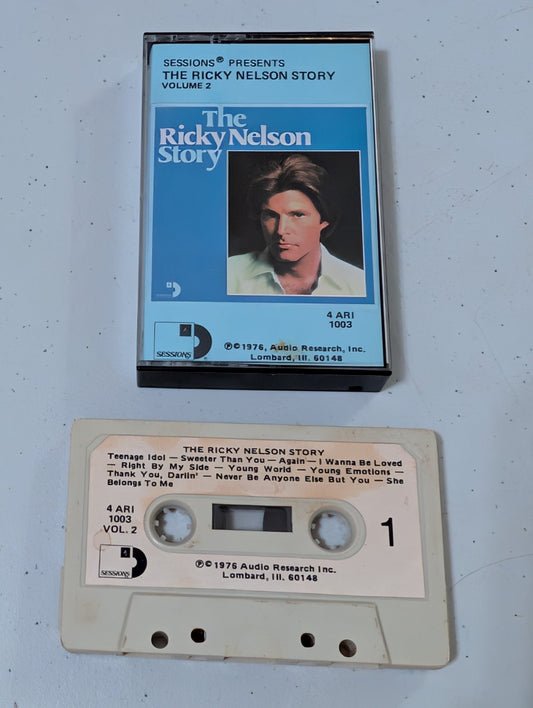 SESSIONS® PRESENTS
THE RICKY NELSON STORY
VOLUME 2
The
Ricky Nelson
Story
4 ARI
1003
SESSIONS
℗©1976, Audio Research, Inc.
Lombard, Ill. 60148
THE RICKY NELSON STORY
Teenage Idol — Sweeter Than You — Again — I Wanna Be Loved
— Right By My Side — Young World — Young Emotions —
Thank You, Darlin' — Never Be Anyone Else But You — She
Belongs To Me
4 ARI
1003
VOL. 2
1
SESSIONS
℗©1976 Audio Research Inc.
Lombard, Ill. 60148